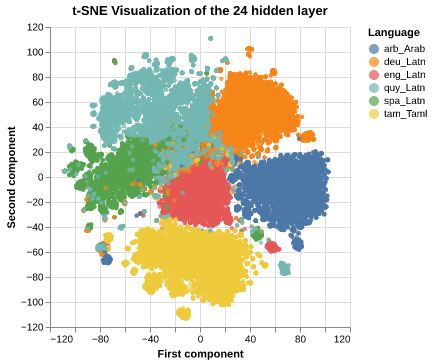 t-SNE Visualization of the 24 hidden layer
Language
arb_Arab
deu_Latn
eng_Latn
quy_Latn
spa_Latn
tam_Taml
Second component
120
100
80
60
40
20
0
−20
−40
−60
−80
−100
−120
−120 −80 −40 0 40 80 120
First component